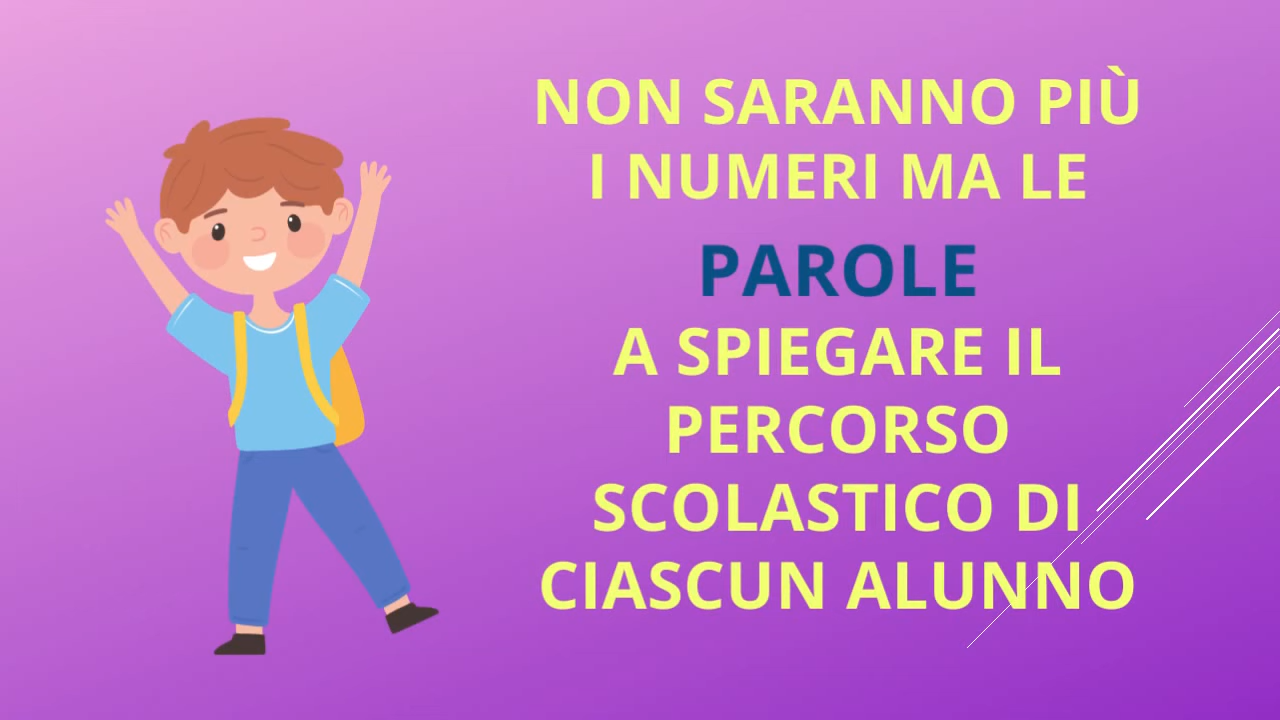 NON SARANNO PIÙ
I NUMERI MA LE
PAROLE
A SPIEGARE IL
PERCORSO
SCOLASTICO DI
CIASCUN ALUNNO